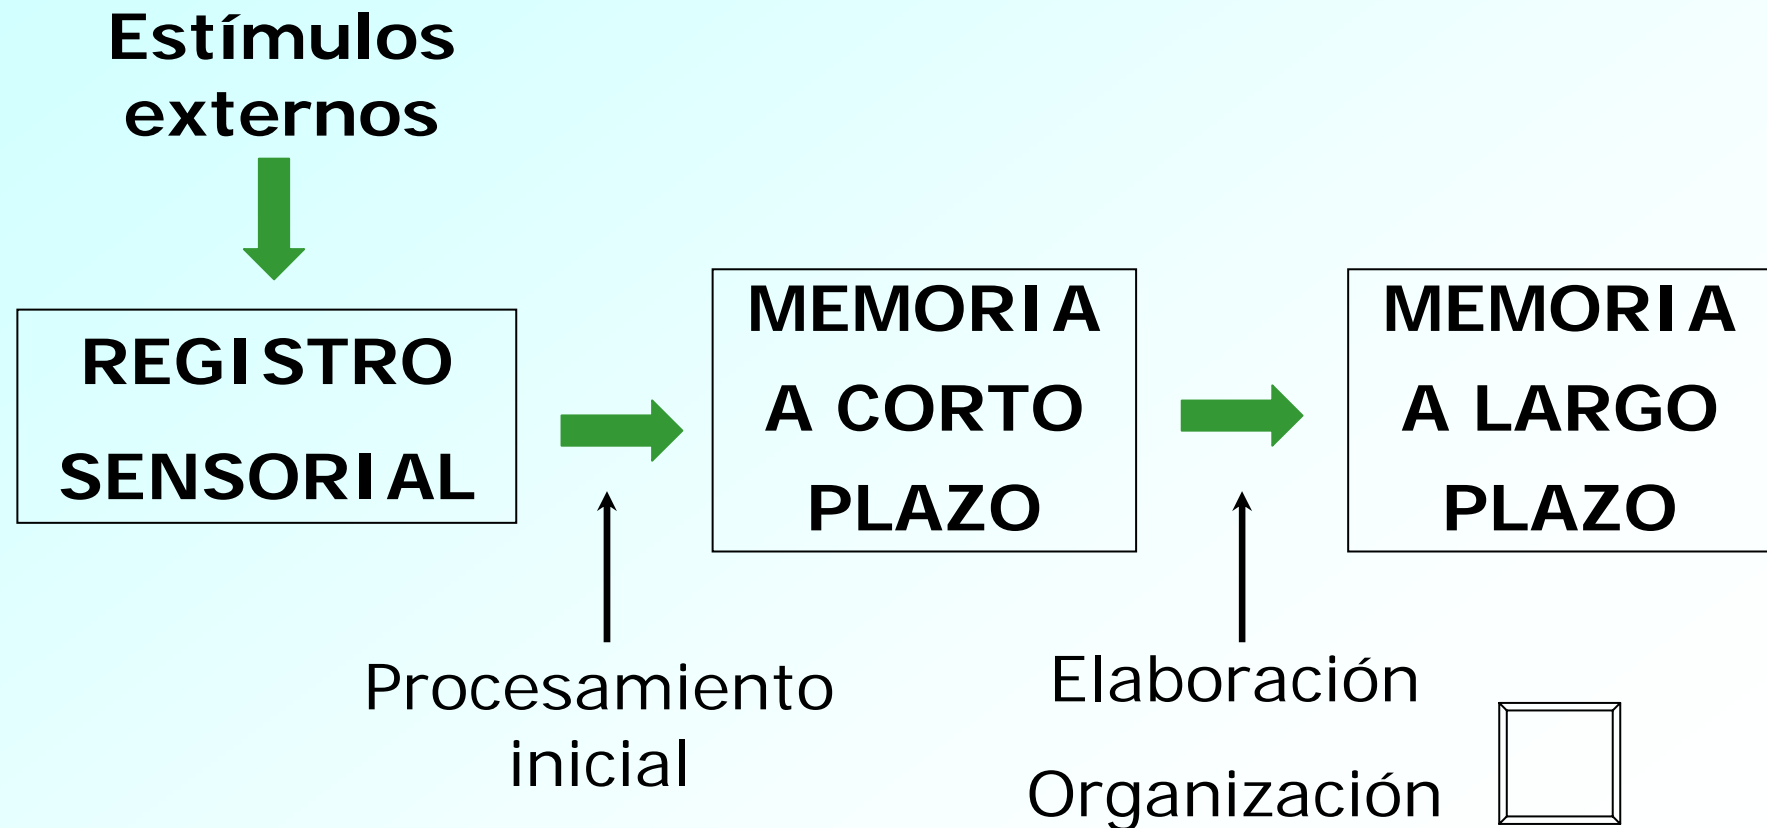 Estímulos
externos
REGISTRO
SENSORIAL
MEMORIA
A CORTO
PLAZO
MEMORIA
A LARGO
PLAZO
Procesamiento
inicial
Elaboración
Organización